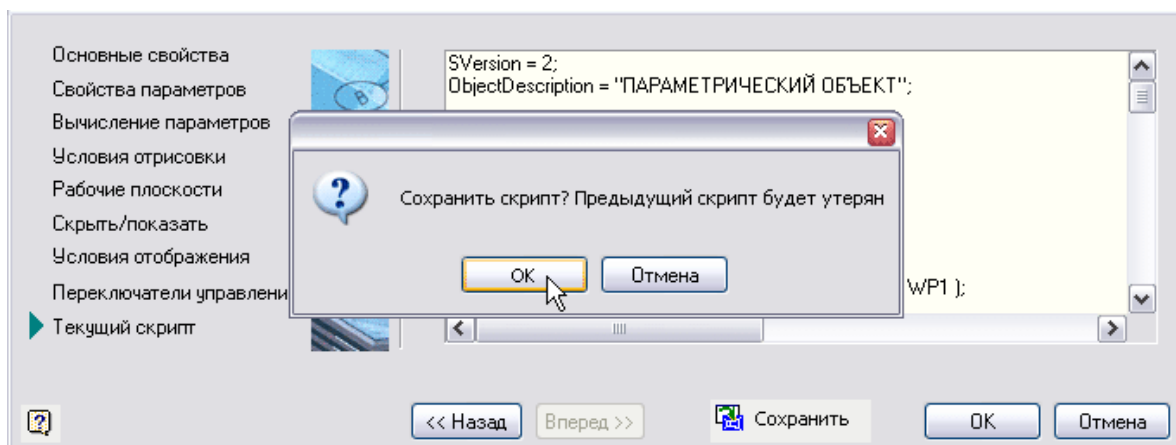 Основные свойства
Свойства параметров
Вычисление параметров
Условия отрисовки
Рабочие плоскости
Скрыть/показать
Условия отображения
Переключатели управлени
Текущий скрипт
SVersion = 2;
ObjectDescription = "ПАРАМЕТРИЧЕСКИЙ ОБЪЕКТ";
WP1 );
Сохранить скрипт? Предыдущий скрипт будет утерян
OK
Отмена
<< Назад
Вперед >>
Сохранить
OK
Отмена